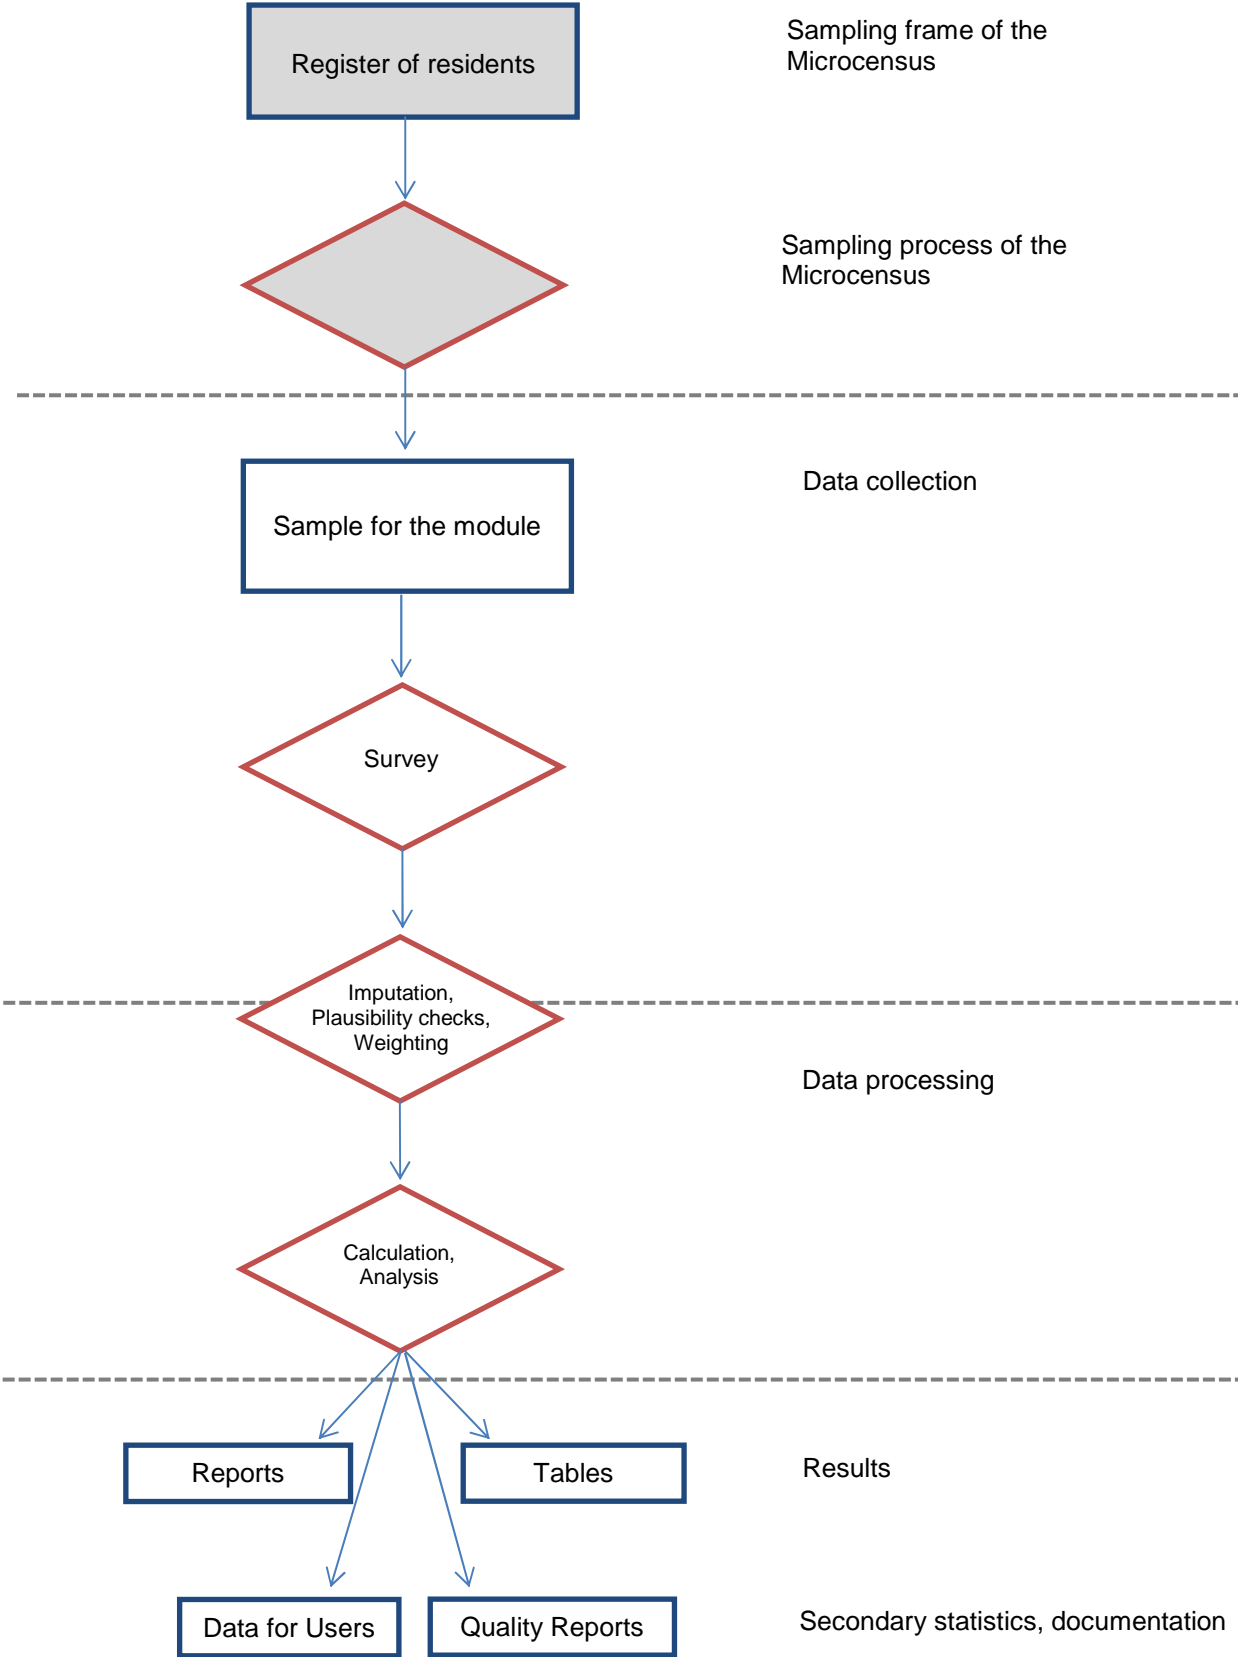 Register of residents
Sampling frame of the
Microcensus
Sampling process of the
Microcensus
Data collection
Sample for the module
Survey
Imputation,
Plausibility checks,
Weighting
Data processing
Calculation,
Analysis
Reports
Tables
Results
Data for Users
Quality Reports
Secondary statistics, documentation